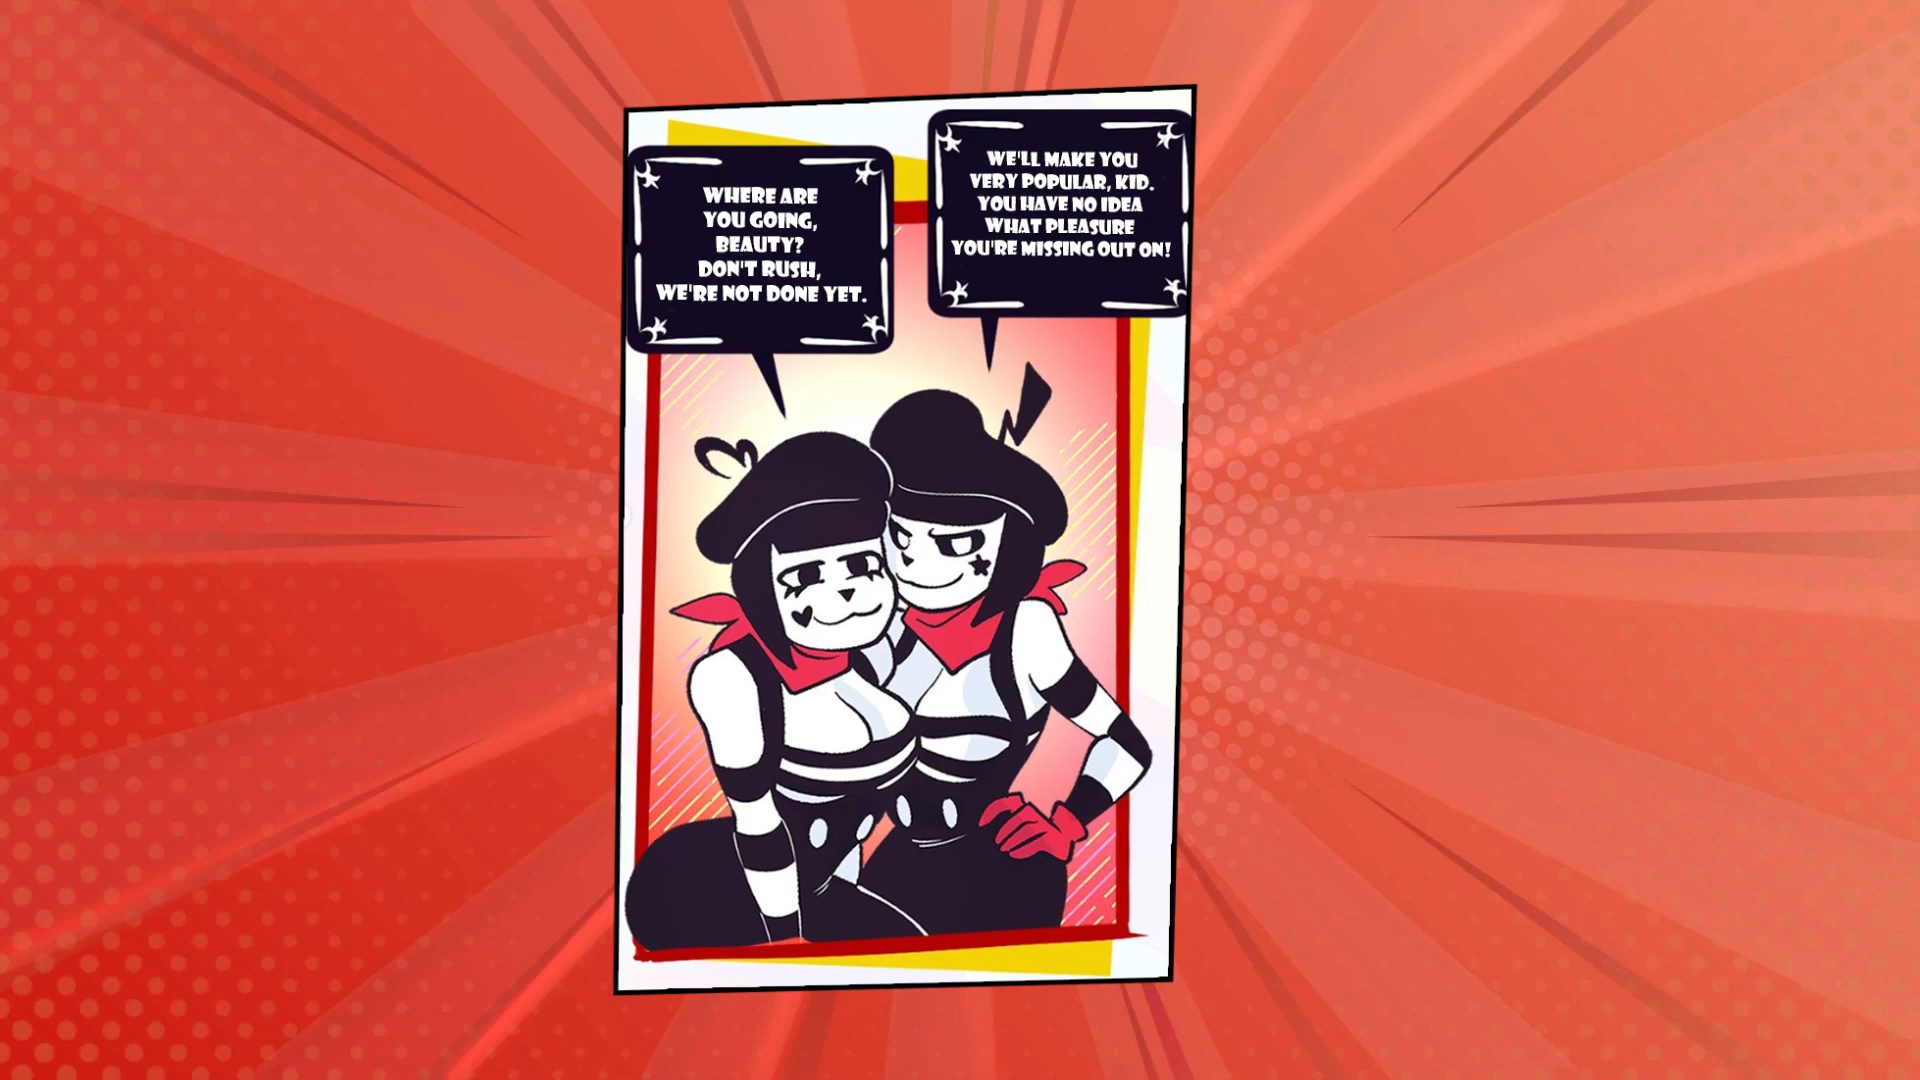 WHERE ARE
YOU GOING,
BEAUTY?
DON'T RUSH,
WE'RE NOT DONE YET.
WE'LL MAKE YOU
VERY POPULAR, KID.
YOU HAVE NO IDEA
WHAT PLEASURE
YOU'RE MISSING OUT ON!